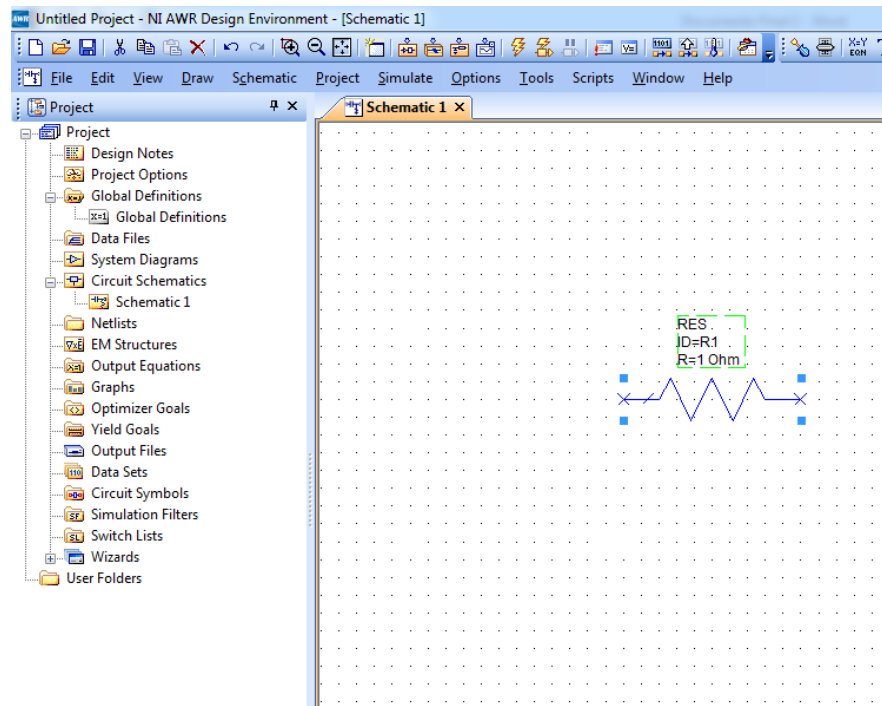 Untitled Project - NI AWR Design Environment - [Schematic 1]
File Edit View Draw Schematic Project Simulate Options Tools Scripts Window Help
Project
Schematic 1
Project
Design Notes
Project Options
Global Definitions
Global Definitions
Data Files
System Diagrams
Circuit Schematics
Schematic 1
Netlists
EM Structures
Output Equations
Graphs
Optimizer Goals
Yield Goals
Output Files
Data Sets
Circuit Symbols
Simulation Filters
Switch Lists
Wizards
User Folders
RES
ID=R1
R=1 Ohm